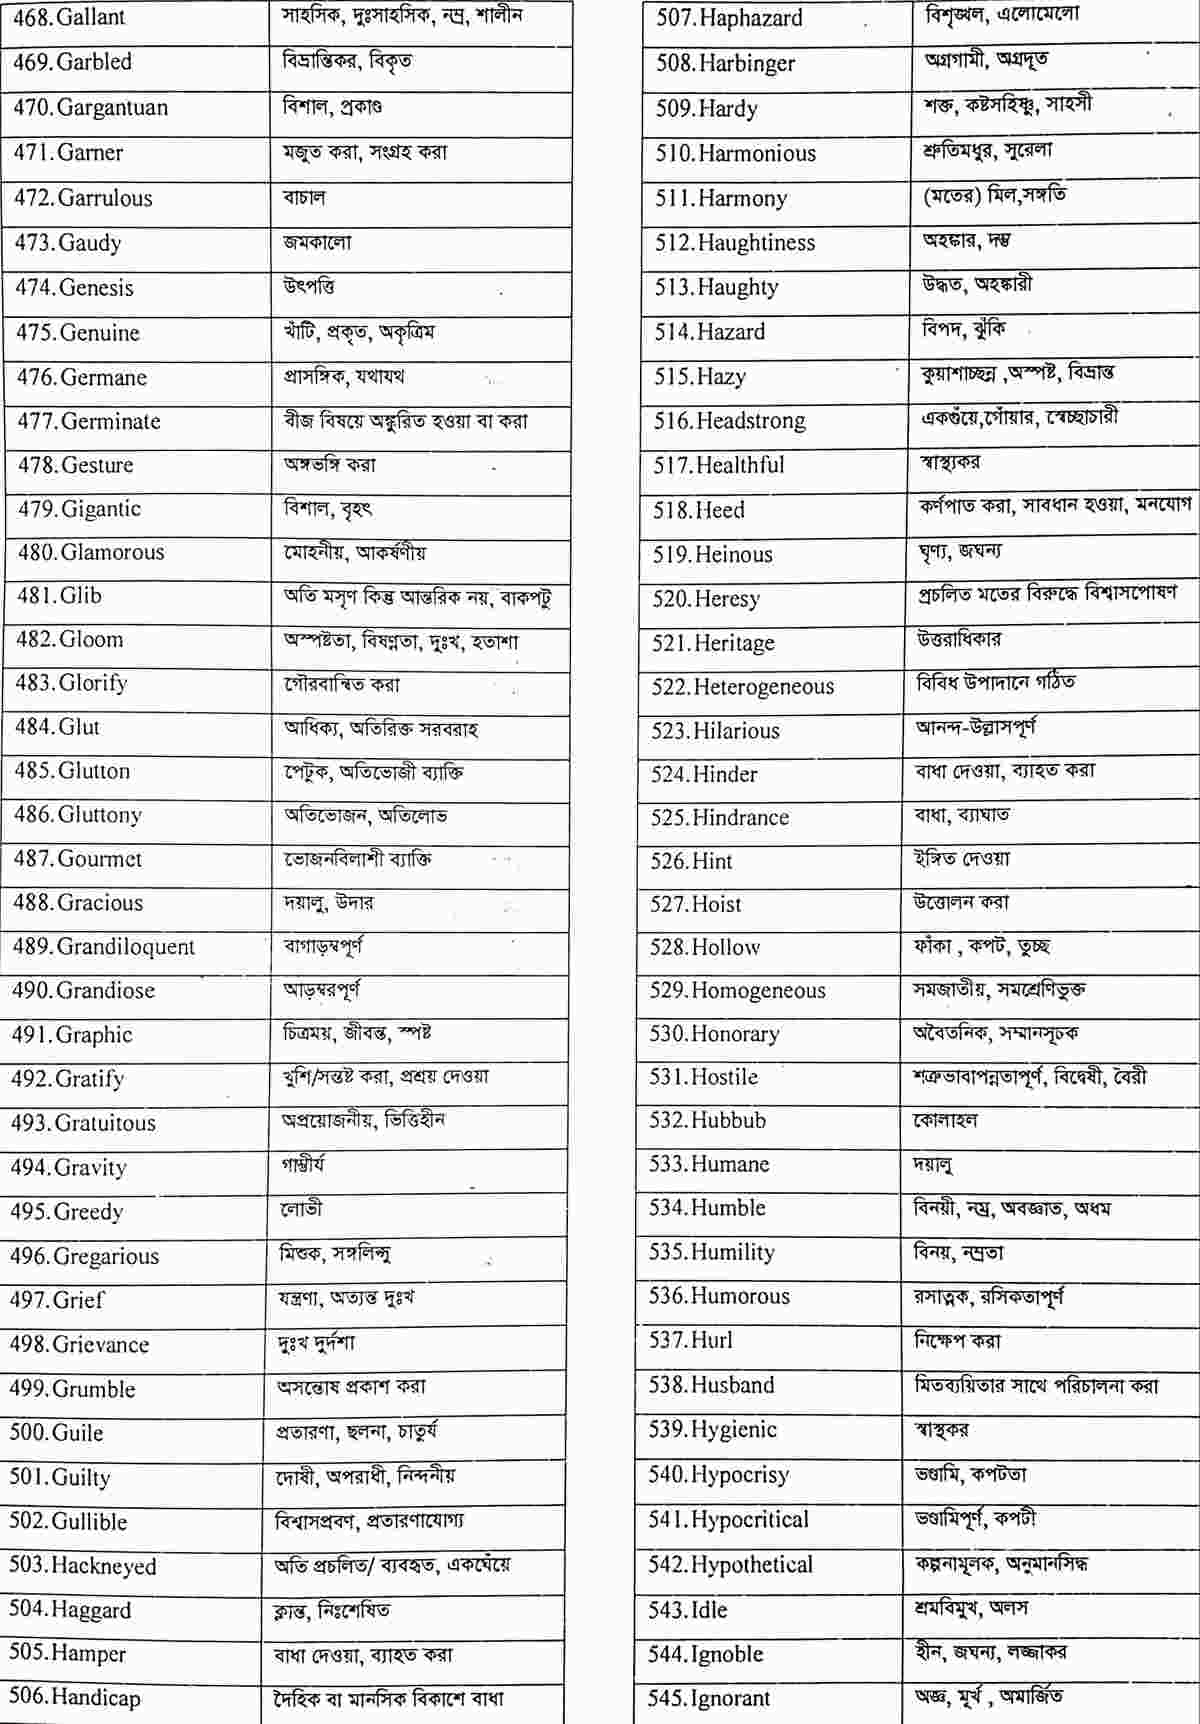 468.Gallant সাহসিক, দুঃসাহসিক, নম্র, শালীন
469.Garbled বিভ্রান্তিকর, বিকৃত
470.Gargantuan বিশাল, প্রকাণ্ড
471.Garner মজুত করা, সংগ্রহ করা
472.Garrulous বাচাল
473.Gaudy জমকালো
474.Genesis উৎপত্তি
475.Genuine খাঁটি, প্রকৃত, অকৃত্রিম
476.Germane প্রাসঙ্গিক, যথাযথ
477.Germinate বীজ বিষয়ে অঙ্কুরিত হওয়া বা করা
478.Gesture অঙ্গভঙ্গি করা
479.Gigantic বিশাল, বৃহৎ
480.Glamorous মোহনীয়, আকর্ষণীয়
481.Glib অতি মসৃণ কিন্তু আন্তরিক নয়, বাকপটু
482.Gloom অস্পষ্টতা, বিষণ্নতা, দুঃখ, হতাশা
483.Glorify গৌরবান্বিত করা
484.Glut আধিক্য, অতিরিক্ত সরবরাহ
485.Glutton পেটুক, অতিভোজী ব্যাক্তি
486.Gluttony অতিভোজন, অতিলোভ
487.Gourmet ভোজনবিলাশী ব্যাক্তি
488.Gracious দয়ালু, উদার
489.Grandiloquent বাগাড়ম্বপূর্ণ
490.Grandiose আড়ম্বরপূর্ণ
491.Graphic চিত্রময়, জীবন্ত, স্পষ্ট
492.Gratify খুশি/সন্তষ্ট করা, প্রশ্রয় দেওয়া
493.Gratuitous অপ্রয়োজনীয়, ভিত্তিহীন
494.Gravity গাম্ভীর্য
495.Greedy লোভী
496.Gregarious মিশুক, সঙ্গলিপ্সু
497.Grief যন্ত্রণা, অত্যন্ত দুঃখ
498.Grievance দুঃখ দুর্দশা
499.Grumble অসন্তোষ প্রকাশ করা
500.Guile প্রতারণা, ছলনা, চাতুর্য
501.Guilty দোষী, অপরাধী, নিন্দনীয়
502.Gullible বিশ্বাসপ্রবণ, প্রতারণাযোগ্য
503.Hackneyed অতি প্রচলিত/ ব্যবহৃত, একঘেঁয়ে
504.Haggard ক্লান্ত, নিঃশেষিত
505.Hamper বাধা দেওয়া, ব্যাহত করা
506.Handicap দৈহিক বা মানসিক বিকাশে বাধা
507.Haphazard বিশৃঙ্খল, এলোমেলো
508.Harbinger অগ্রগামী, অগ্রদূত
509.Hardy শক্ত, কষ্টসহিষ্ণু, সাহসী
510.Harmonious শ্রুতিমধুর, সুরেলা
511.Harmony (মতের) মিল,সঙ্গতি
512.Haughtiness অহঙ্কার, দম্ভ
513.Haughty উদ্ধত, অহঙ্কারী
514.Hazard বিপদ, ঝুঁকি
515.Hazy কুয়াশাচ্ছন্ন ,অস্পষ্ট, বিভ্রান্ত
516.Headstrong একগুঁয়ে,গোঁয়ার, স্বেচ্ছাচারী
517.Healthful স্বাস্থ্যকর
518.Heed কর্ণপাত করা, সাবধান হওয়া, মনযোগ
519.Heinous ঘৃণ্য, জঘন্য
520.Heresy প্রচলিত মতের বিরুদ্ধে বিশ্বাসপোষণ
521.Heritage উত্তরাধিকার
522.Heterogeneous বিবিধ উপাদানে গঠিত
523.Hilarious আনন্দ-উল্লাসপূর্ণ
524.Hinder বাধা দেওয়া, ব্যাহত করা
525.Hindrance বাধা, ব্যাঘাত
526.Hint ইঙ্গিত দেওয়া
527.Hoist উত্তোলন করা
528.Hollow ফাঁকা , কপট, তুচ্ছ
529.Homogeneous সমজাতীয়, সমশ্রেণিভুক্ত
530.Honorary অবৈতনিক, সম্মানসূচক
531.Hostile শত্রুভাবাপন্নতাপূর্ণ, বিদ্বেষী, বৈরী
532.Hubbub কোলাহল
533.Humane দয়ালু
534.Humble বিনয়ী, নম্র, অবজ্ঞাত, অধম
535.Humility বিনয়, নম্রতা
536.Humorous রসাত্নক, রসিকতাপূর্ণ
537.Hurl নিক্ষেপ করা
538.Husband মিতব্যয়িতার সাথে পরিচালনা করা
539.Hygienic স্বাস্থকর
540.Hypocrisy ভণ্ডামি, কপটতা
541.Hypocritical ভণ্ডামিপূর্ণ, কপটী
542.Hypothetical কল্পনামূলক, অনুমানসিদ্ধ
543.Idle শ্রমবিমুখ, অলস
544.Ignoble হীন, জঘন্য, লজ্জাকর
545.Ignorant অজ্ঞ, মূর্খ , অমার্জিত